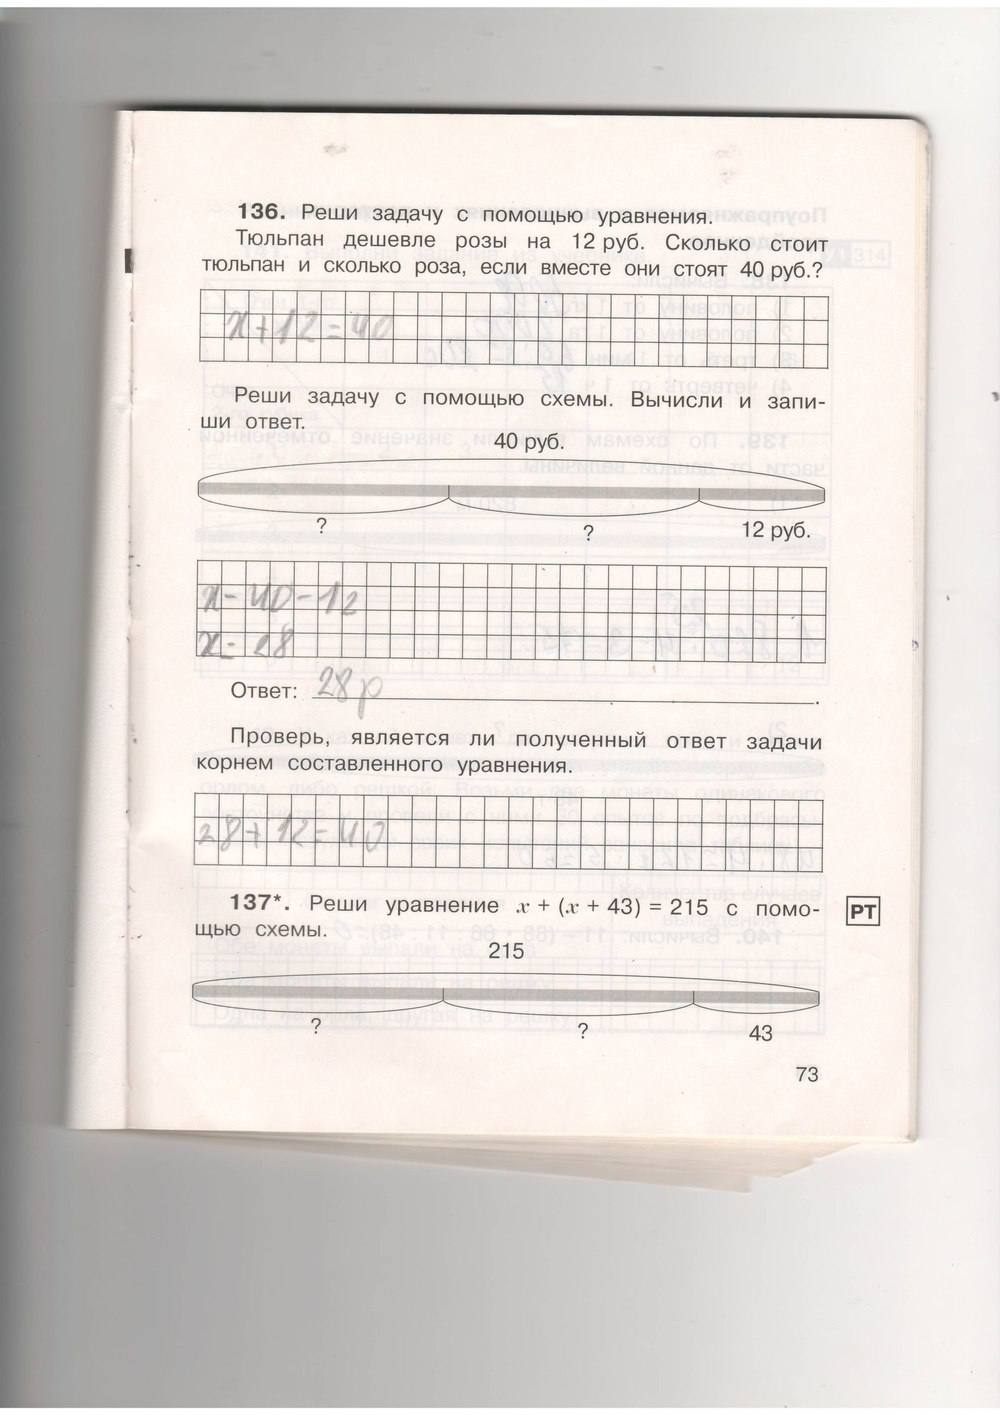 136. Реши задачу с помощью уравнения.
Тюльпан дешевле розы на 12 руб. Сколько стоит
тюльпан и сколько роза, если вместе они стоят 40 руб.?
x+12=40
Реши задачу с помощью схемы. Вычисли и запи-
ши ответ.
40 руб.
? ? 12 руб.
x= 40-12
x= 28
Ответ: 28р.
Проверь, является ли полученный ответ задачи
корнем составленного уравнения.
28+12=40
137*. Реши уравнение x + (x + 43) = 215 с помо-
щью схемы.
РТ
215
? ? 43
73